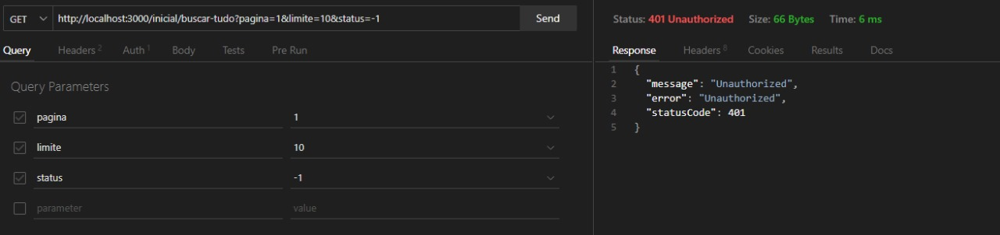 GET http://localhost:3000/inicial/buscar-tudo?pagina=1&limite=10&status=-1 Send
Query Headers 2 Auth 1 Body Tests Pre Run
Query Parameters
pagina 1
limite 10
status -1
parameter value
Status: 401 Unauthorized Size: 66 Bytes Time: 6 ms
Response Headers 8 Cookies Results Docs
1 {
2 "message": "Unauthorized",
3 "error": "Unauthorized",
4 "statusCode": 401
5 }